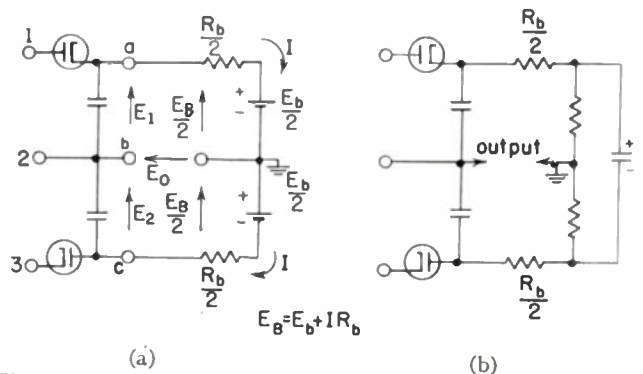 1
a
R_b/2
I
+
-
E_1
E_B/2
E_b/2
2
b
E_0
E_b/2
E_2
E_B/2
+
-
3
c
R_b/2
I
E_B=E_b+IR_b
(a)
R_b/2
output
+
-
R_b/2
(b)